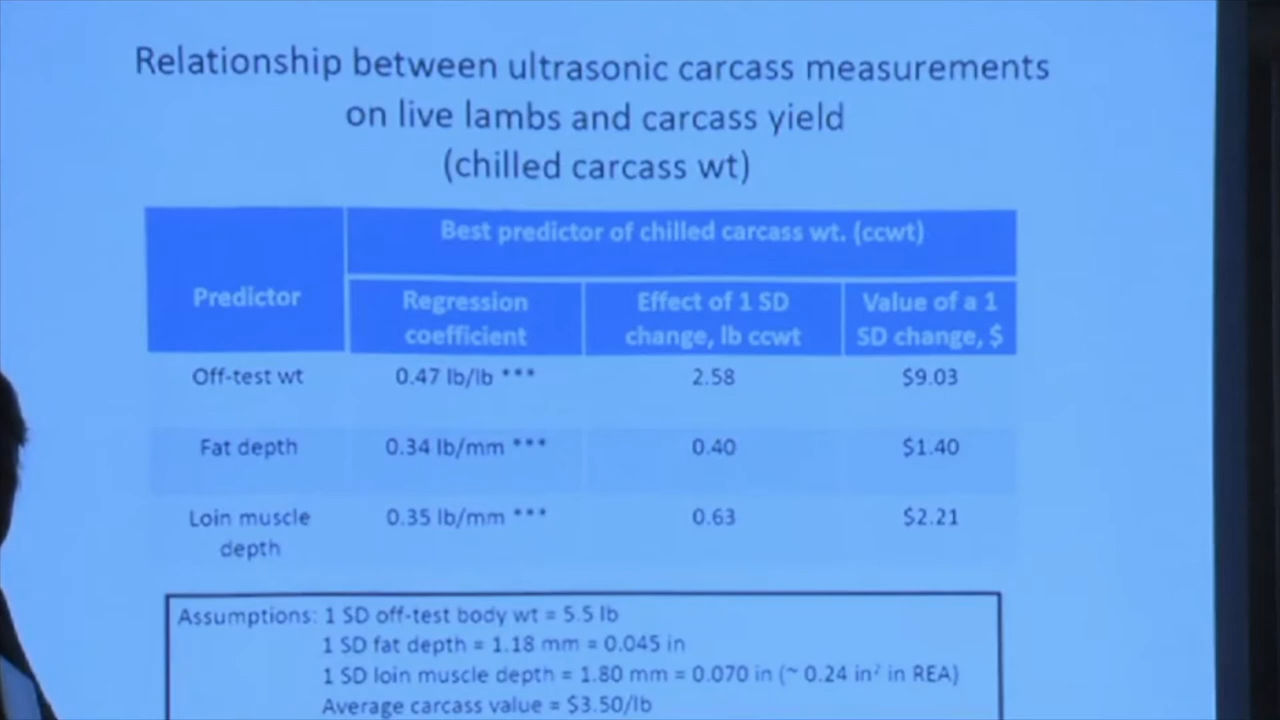 Relationship between ultrasonic carcass measurements
on live lambs and carcass yield
(chilled carcass wt)
Predictor
Best predictor of chilled carcass wt. (ccwt)
Regression coefficient
Effect of 1 SD change, lb ccwt
Value of a 1 SD change, $
Off-test wt 0.47 lb/lb *** 2.58 $9.03
Fat depth 0.34 lb/mm *** 0.40 $1.40
Loin muscle depth 0.35 lb/mm *** 0.63 $2.21
Assumptions: 1 SD off-test body wt = 5.5 lb
1 SD fat depth = 1.18 mm = 0.045 in
1 SD loin muscle depth = 1.80 mm = 0.070 in (~ 0.24 in² in REA)
Average carcass value = $3.50/lb